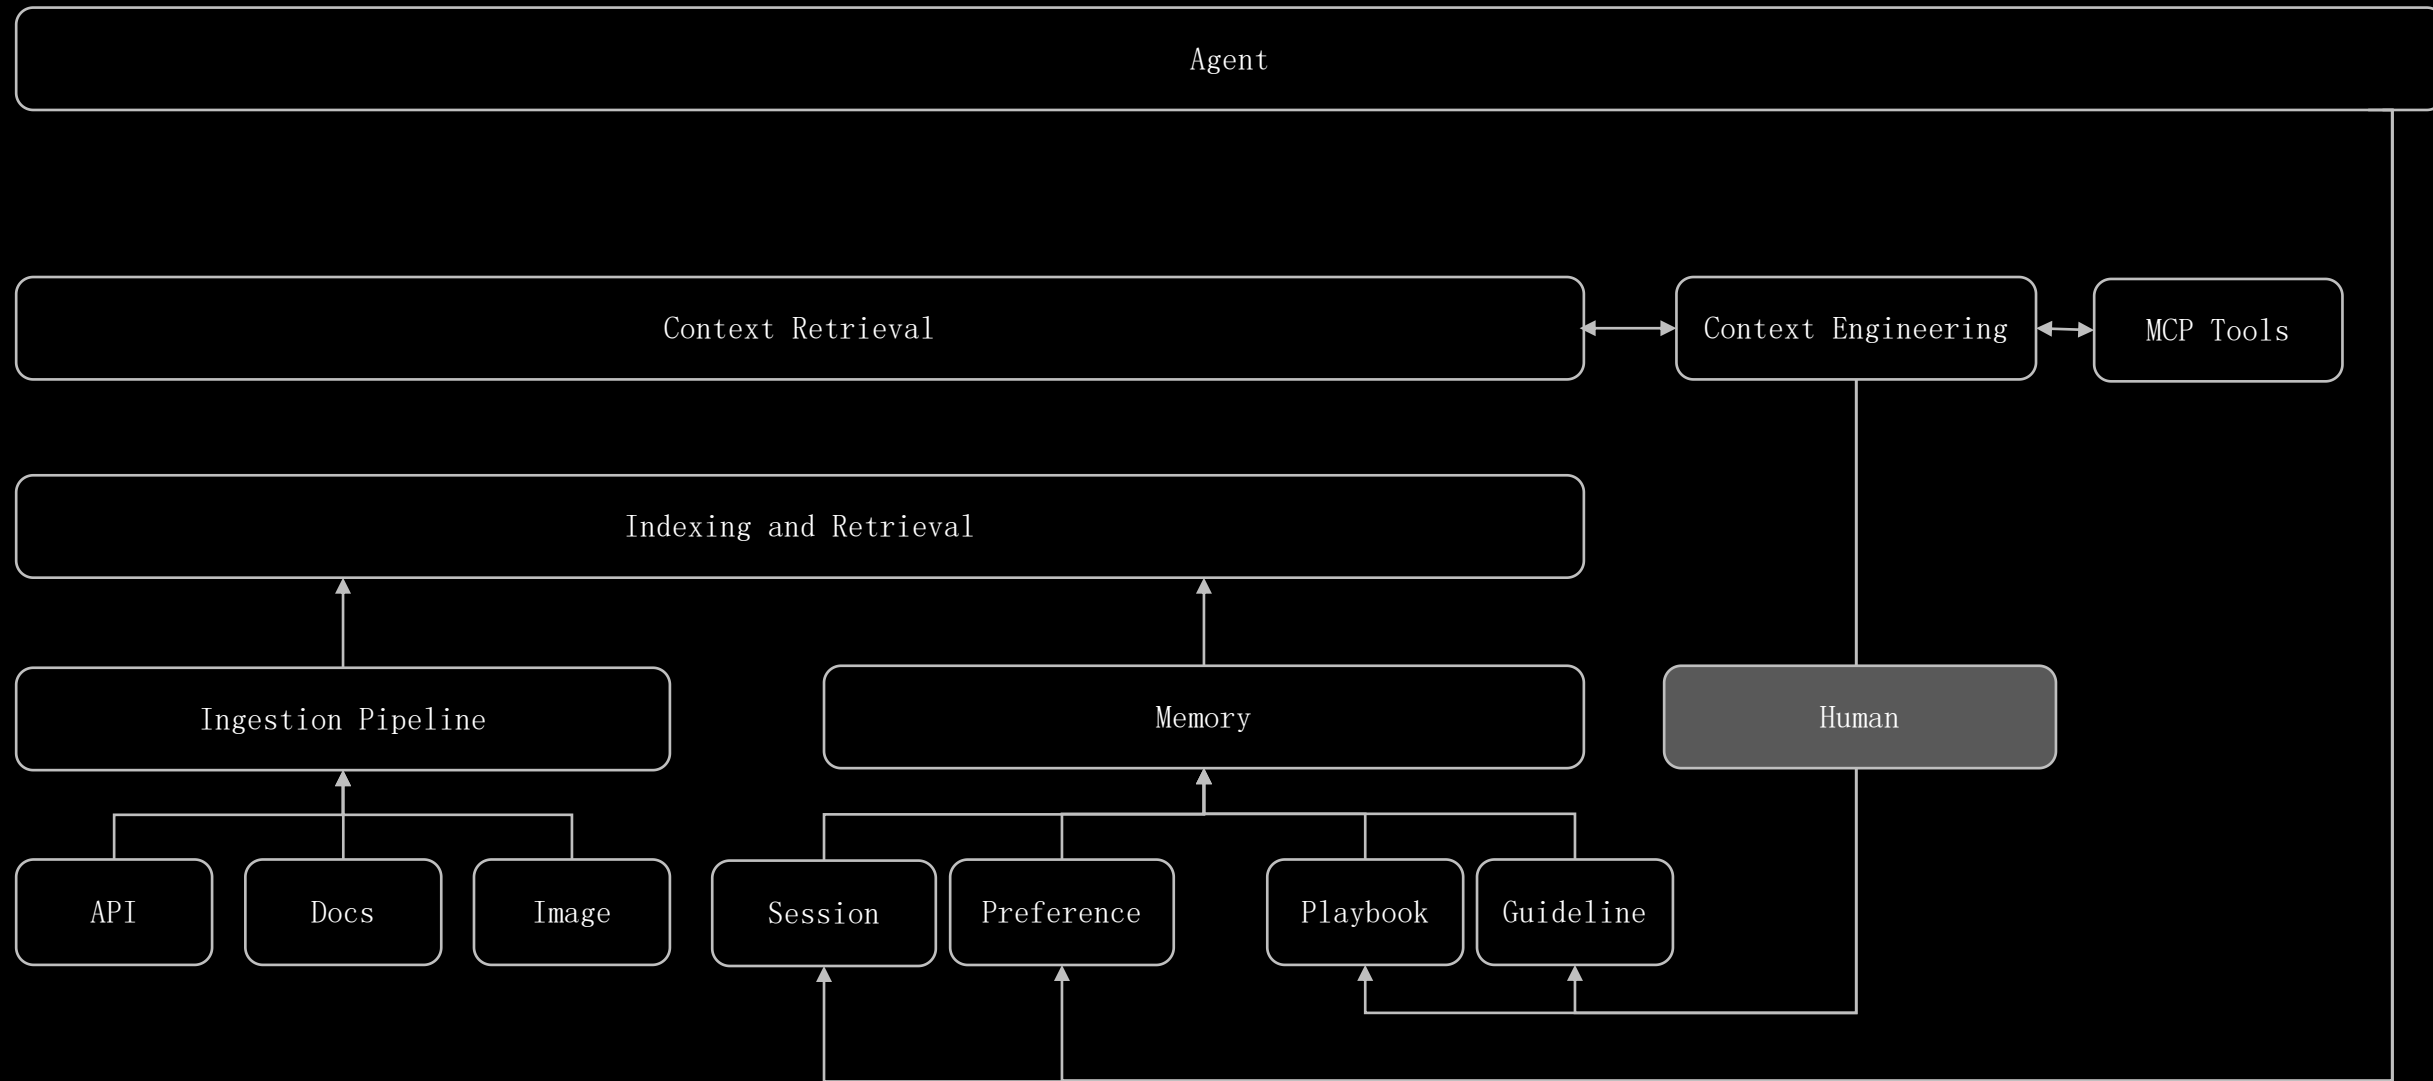 Agent
Context Retrieval
Context Engineering
MCP Tools
Indexing and Retrieval
Ingestion Pipeline
Memory
Human
API
Docs
Image
Session
Preference
Playbook
Guideline